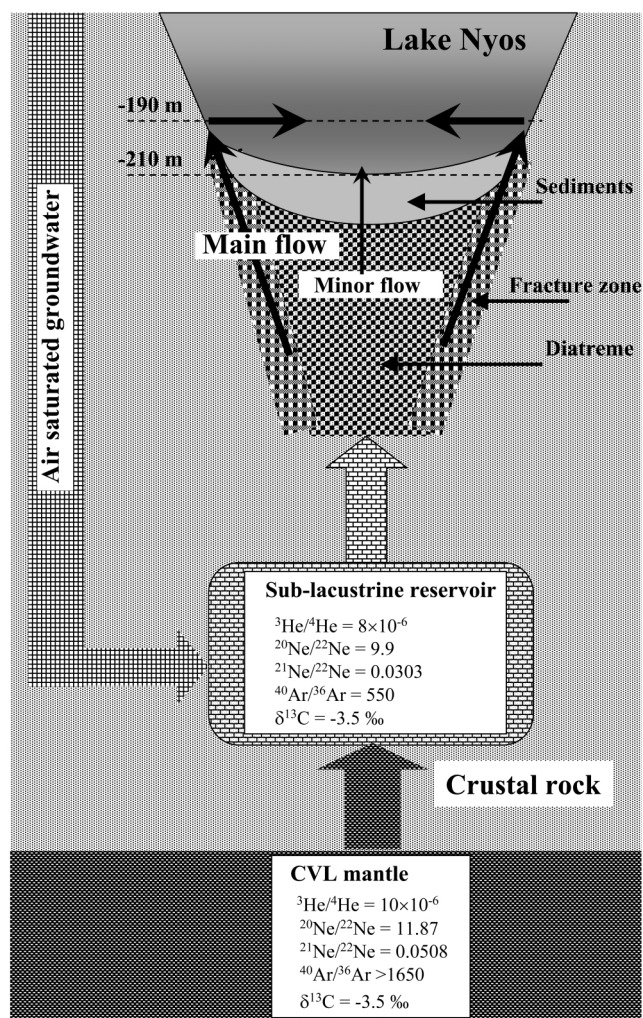 Lake Nyos
-190 m
-210 m
Sediments
Main flow
Minor flow
Fracture zone
Diatreme
Air saturated groundwater
Sub-lacustrine reservoir
³He/⁴He = 8×10⁻⁶
²⁰Ne/²²Ne = 9.9
²¹Ne/²²Ne = 0.0303
⁴⁰Ar/³⁶Ar = 550
δ¹³C = -3.5 ‰
Crustal rock
CVL mantle
³He/⁴He = 10×10⁻⁶
²⁰Ne/²²Ne = 11.87
²¹Ne/²²Ne = 0.0508
⁴⁰Ar/³⁶Ar >1650
δ¹³C = -3.5 ‰